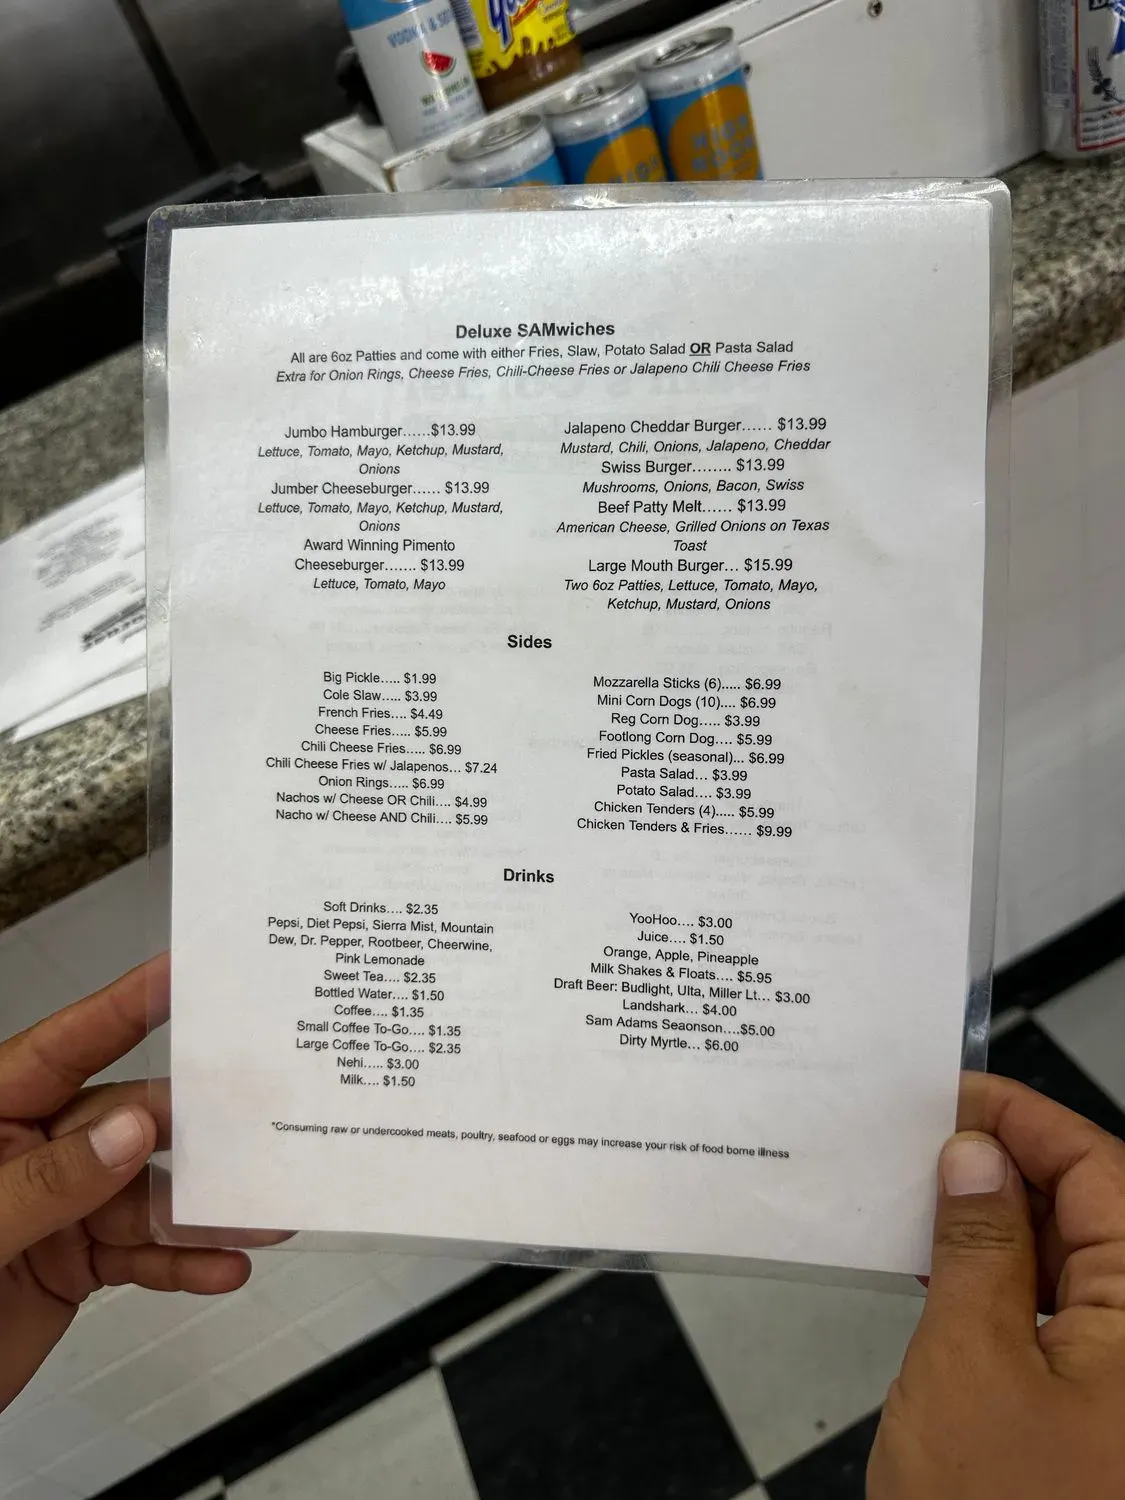 VODKA & SO
WATERMELON
Yoo
HIGH
NOON
HIGH
Deluxe SAMwiches
All are 6oz Patties and come with either Fries, Slaw, Potato Salad OR Pasta Salad
Extra for Onion Rings, Cheese Fries, Chili-Cheese Fries or Jalapeno Chili Cheese Fries
Jumbo Hamburger......$13.99
Lettuce, Tomato, Mayo, Ketchup, Mustard,
Onions
Jumber Cheeseburger...... $13.99
Lettuce, Tomato, Mayo, Ketchup, Mustard,
Onions
Award Winning Pimento
Cheeseburger....... $13.99
Lettuce, Tomato, Mayo
Jalapeno Cheddar Burger...... $13.99
Mustard, Chili, Onions, Jalapeno, Cheddar
Swiss Burger........ $13.99
Mushrooms, Onions, Bacon, Swiss
Beef Patty Melt...... $13.99
American Cheese, Grilled Onions on Texas
Toast
Large Mouth Burger... $15.99
Two 6oz Patties, Lettuce, Tomato, Mayo,
Ketchup, Mustard, Onions
Sides
Big Pickle..... $1.99
Cole Slaw..... $3.99
French Fries.... $4.49
Cheese Fries..... $5.99
Chili Cheese Fries..... $6.99
Chili Cheese Fries w/ Jalapenos... $7.24
Onion Rings..... $6.99
Nachos w/ Cheese OR Chili.... $4.99
Nacho w/ Cheese AND Chili.... $5.99
Mozzarella Sticks (6)..... $6.99
Mini Corn Dogs (10).... $6.99
Reg Corn Dog..... $3.99
Footlong Corn Dog.... $5.99
Fried Pickles (seasonal)... $6.99
Pasta Salad... $3.99
Potato Salad.... $3.99
Chicken Tenders (4)..... $5.99
Chicken Tenders & Fries...... $9.99
Drinks
Soft Drinks.... $2.35
Pepsi, Diet Pepsi, Sierra Mist, Mountain
Dew, Dr. Pepper, Rootbeer, Cheerwine,
Pink Lemonade
Sweet Tea.... $2.35
Bottled Water.... $1.50
Coffee.... $1.35
Small Coffee To-Go.... $1.35
Large Coffee To-Go.... $2.35
Nehi..... $3.00
Milk.... $1.50
YooHoo.... $3.00
Juice.... $1.50
Orange, Apple, Pineapple
Milk Shakes & Floats.... $5.95
Draft Beer: Budlight, Ulta, Miller Lt... $3.00
Landshark... $4.00
Sam Adams Seaonson....$5.00
Dirty Myrtle... $6.00
*Consuming raw or undercooked meats, poultry, seafood or eggs may increase your risk of food borne illness